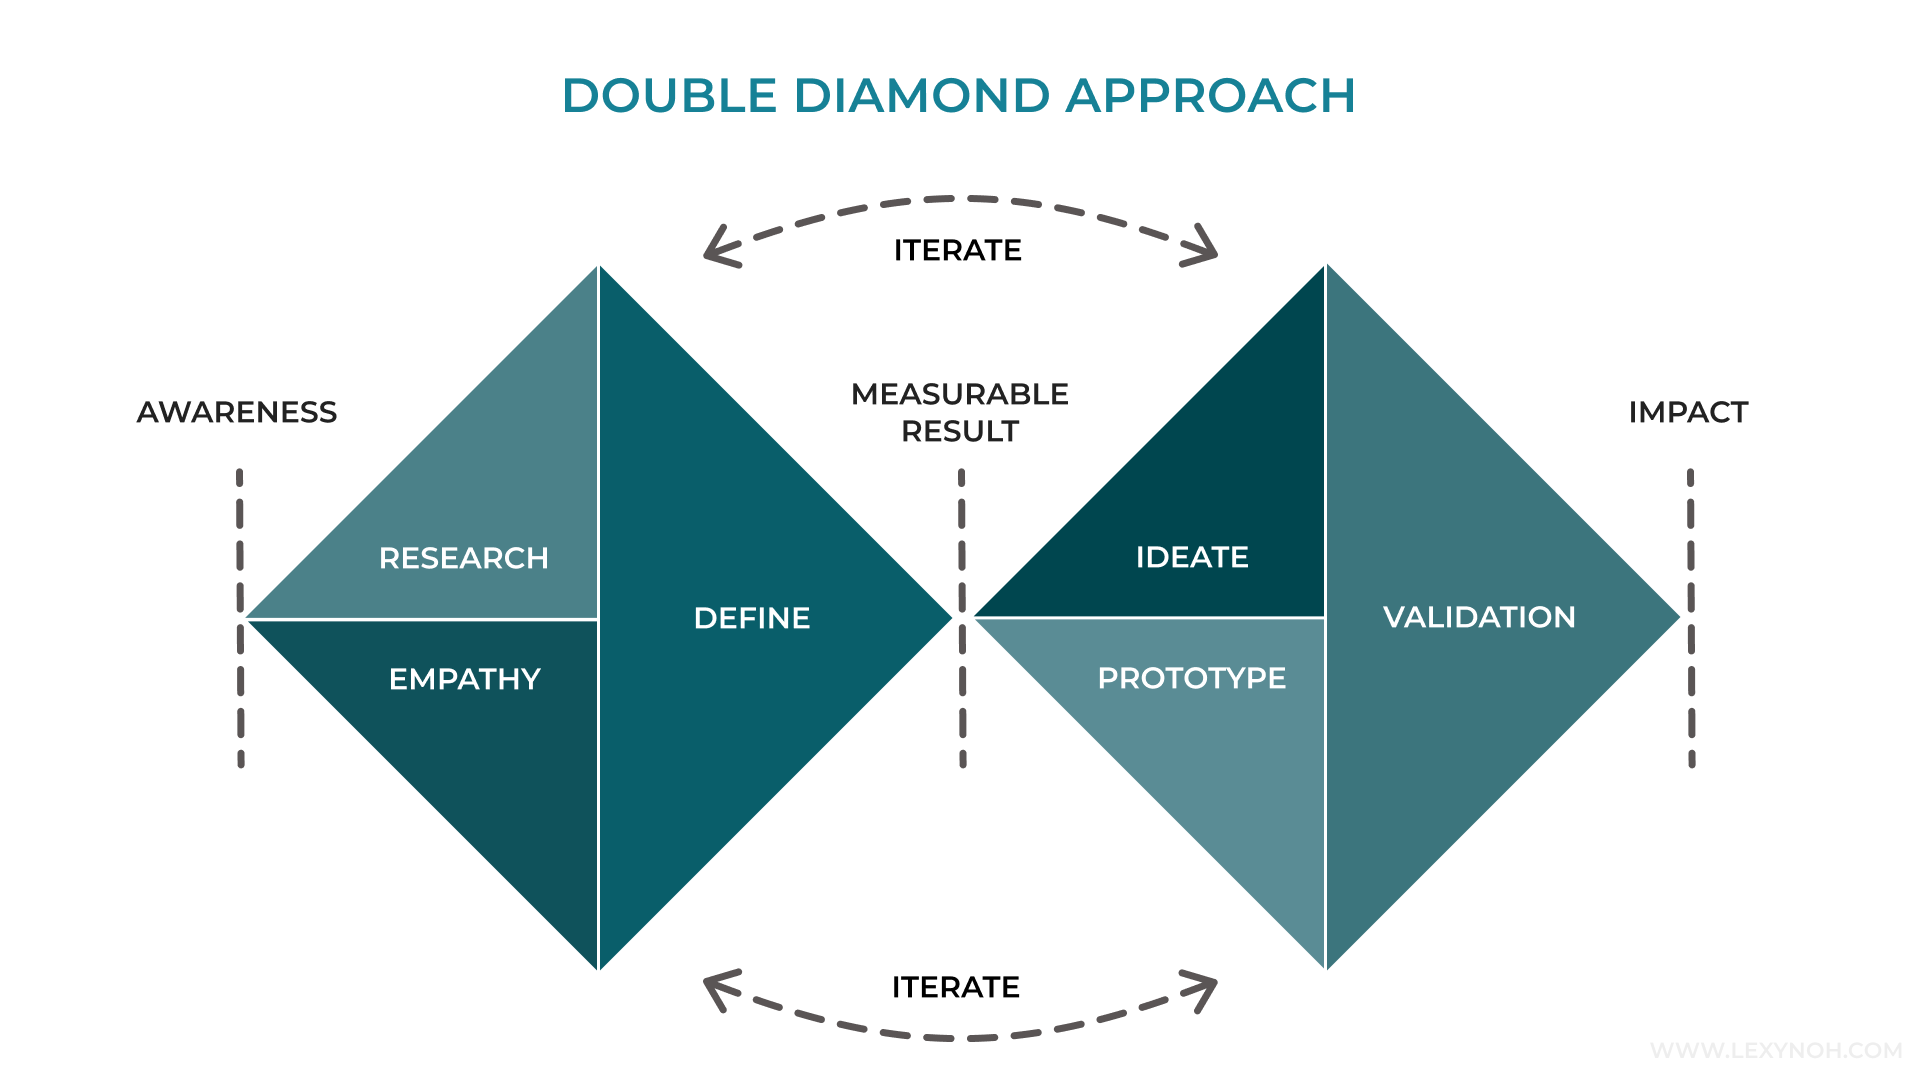 DOUBLE DIAMOND APPROACH
ITERATE
AWARENESS
MEASURABLE
RESULT
IMPACT
RESEARCH
EMPATHY
DEFINE
IDEATE
PROTOTYPE
VALIDATION
ITERATE
WWW.LEXYNOH.COM